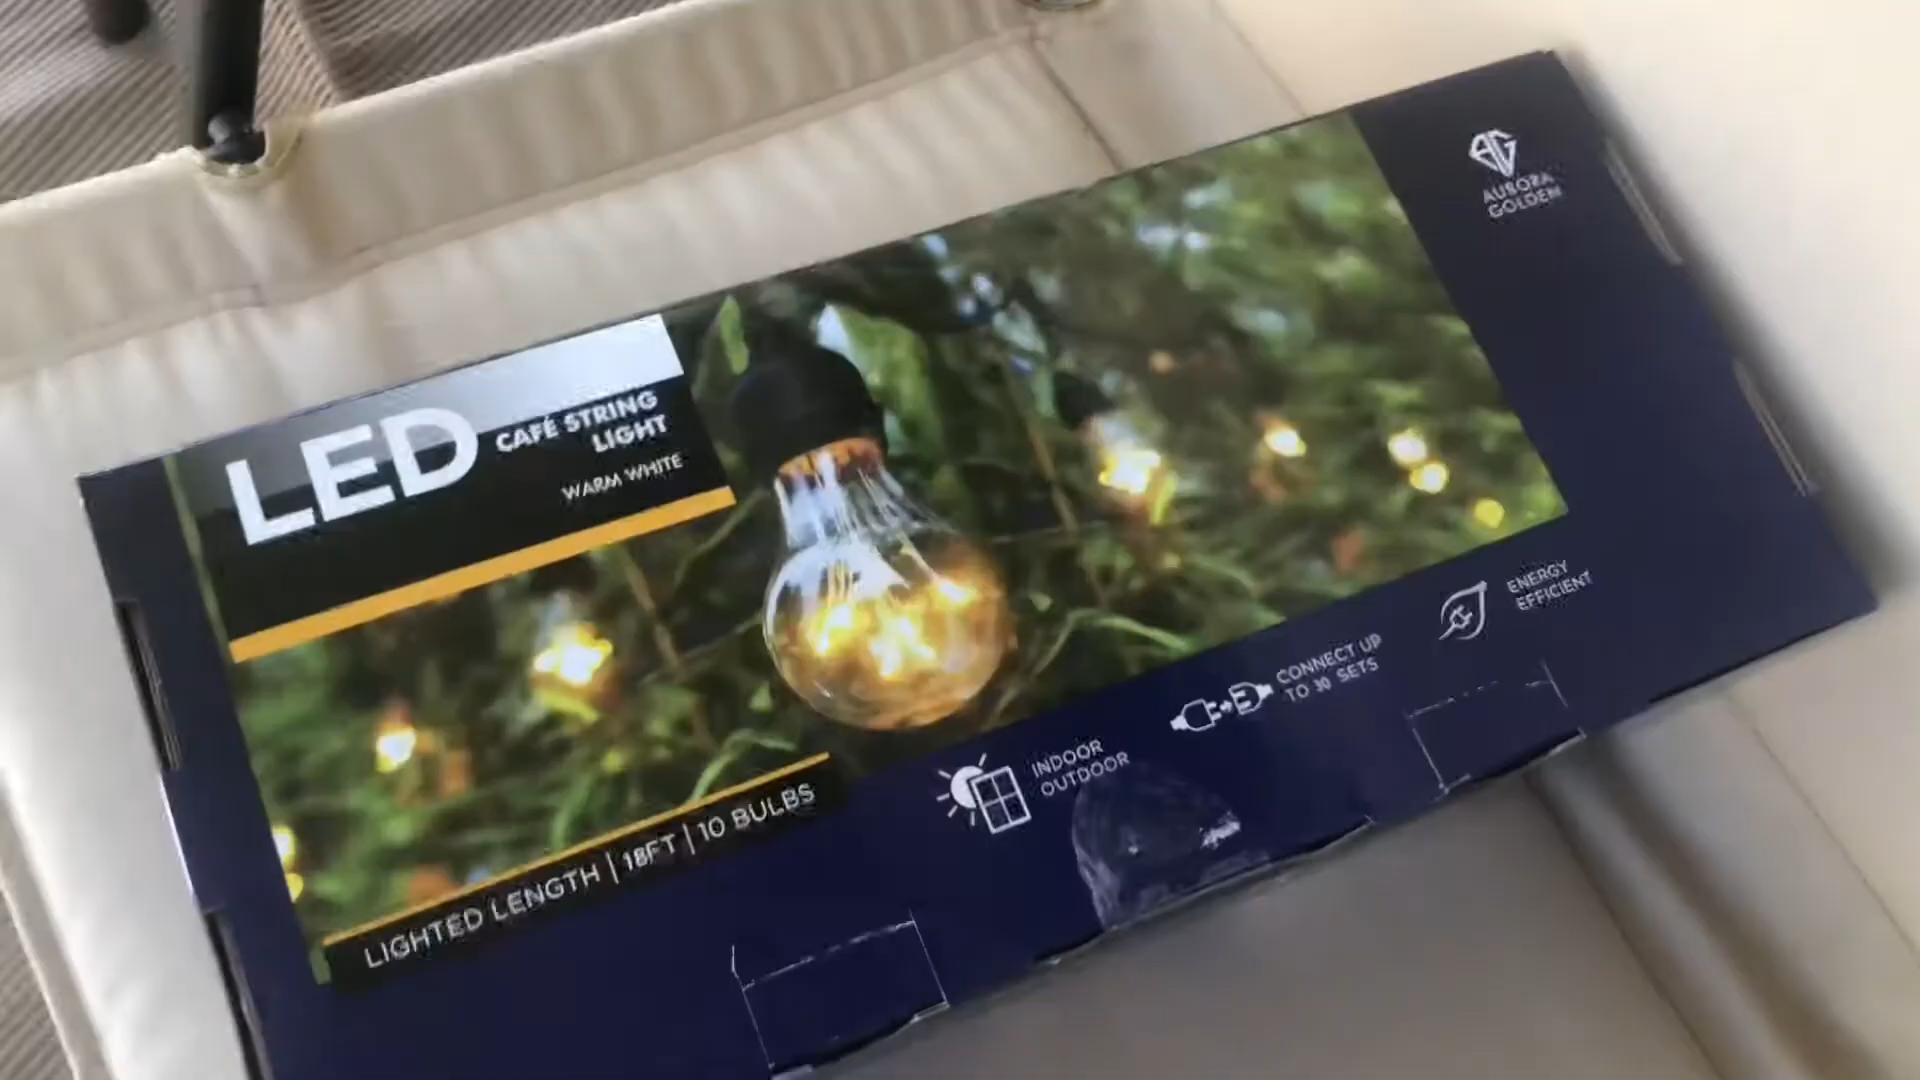 AG
AURORA
GOLDEN
LED
CAFÉ STRING
LIGHT
WARM WHITE
ENERGY
EFFICIENT
CONNECT UP
TO 30 SETS
INDOOR
OUTDOOR
LIGHTED LENGTH | 18FT | 10 BULBS